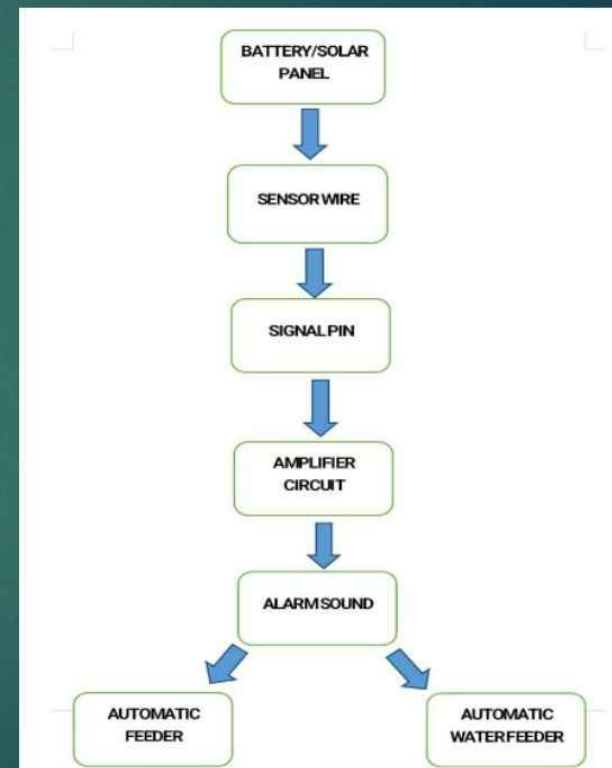 BATTERY/SOLAR
PANEL
SENSOR WIRE
SIGNAL PIN
AMPLIFIER
CIRCUIT
ALARM SOUND
AUTOMATIC
FEEDER
AUTOMATIC
WATER FEEDER